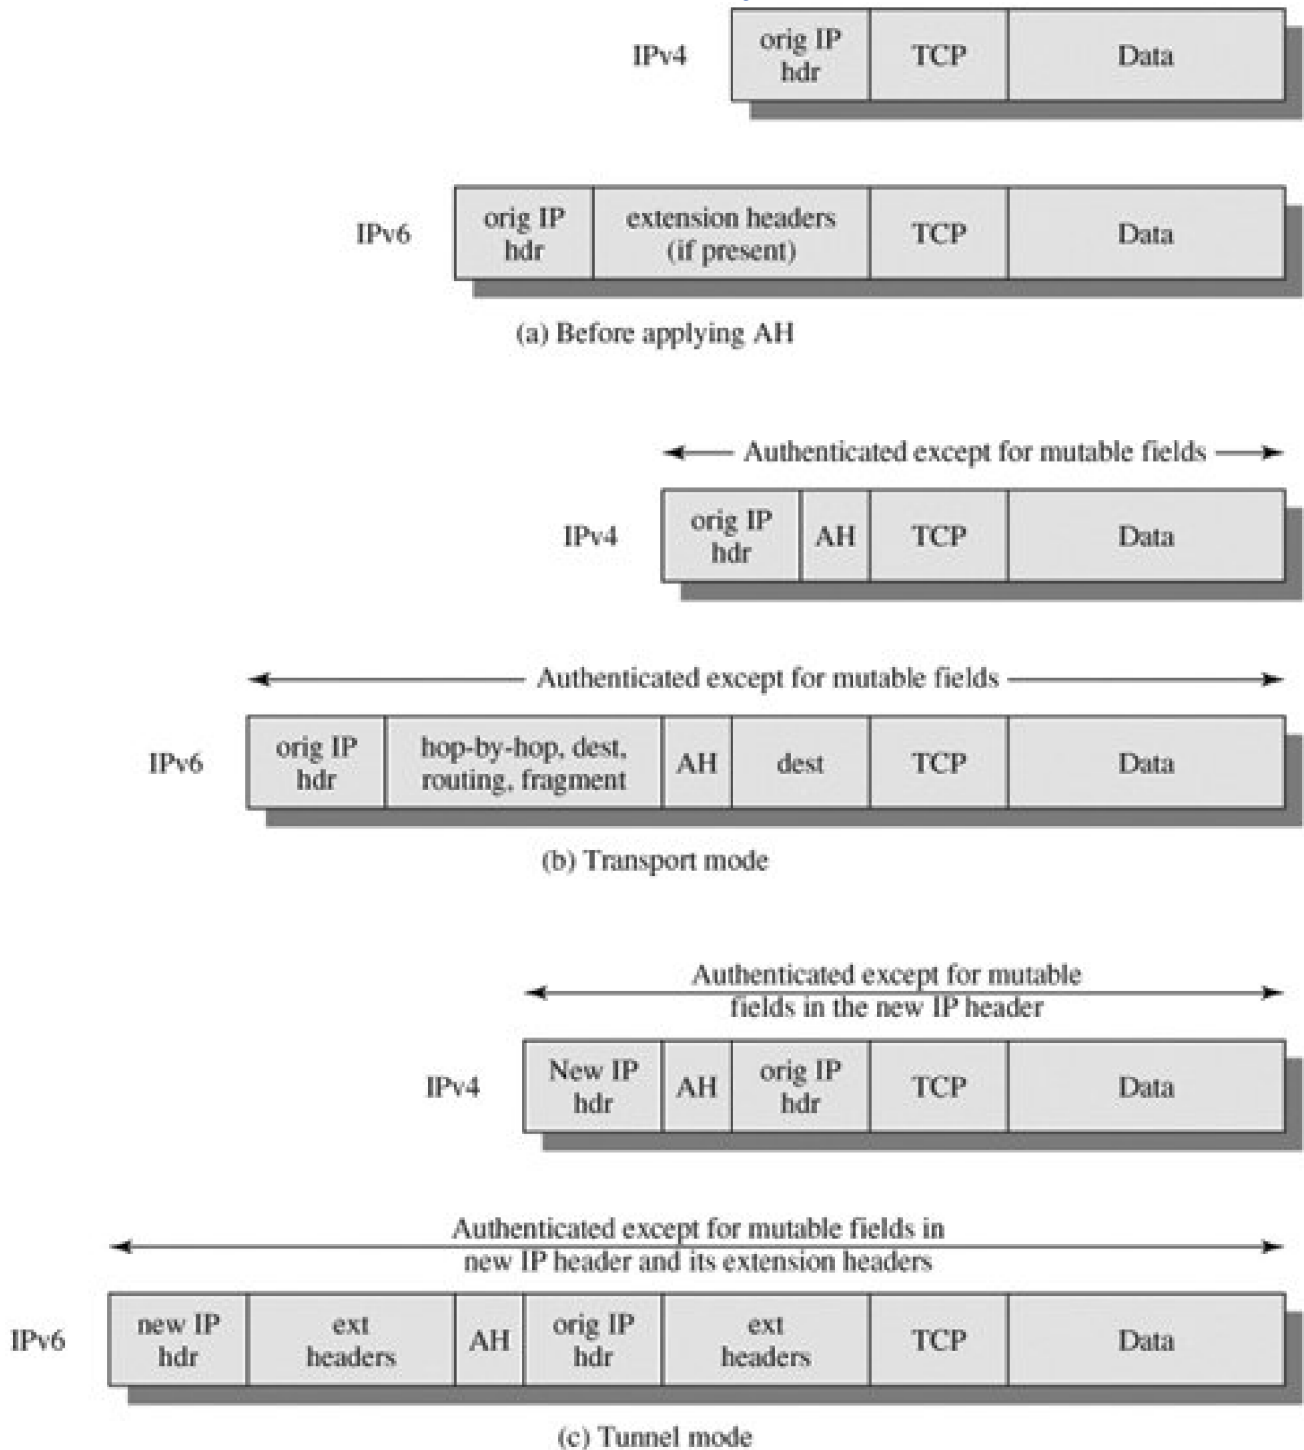 IPv4
orig IP
hdr
TCP
Data
IPv6
orig IP
hdr
extension headers
(if present)
TCP
Data
(a) Before applying AH
Authenticated except for mutable fields
IPv4
orig IP
hdr
AH
TCP
Data
Authenticated except for mutable fields
IPv6
orig IP
hdr
hop-by-hop, dest,
routing, fragment
AH
dest
TCP
Data
(b) Transport mode
Authenticated except for mutable
fields in the new IP header
IPv4
New IP
hdr
AH
orig IP
hdr
TCP
Data
Authenticated except for mutable fields in
new IP header and its extension headers
IPv6
new IP
hdr
ext
headers
AH
orig IP
hdr
ext
headers
TCP
Data
(c) Tunnel mode